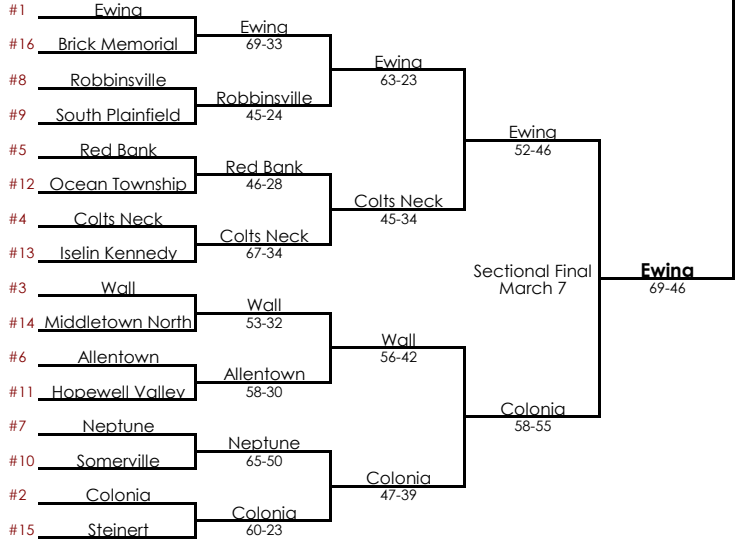 #1 Ewing
#16 Brick Memorial
#8 Robbinsville
#9 South Plainfield
#5 Red Bank
#12 Ocean Township
#4 Colts Neck
#13 Iselin Kennedy
#3 Wall
#14 Middletown North
#6 Allentown
#11 Hopewell Valley
#7 Neptune
#10 Somerville
#2 Colonia
#15 Steinert
Ewing
69-33
Robbinsville
45-24
Red Bank
46-28
Colts Neck
67-34
Wall
53-32
Allentown
58-30
Neptune
65-50
Colonia
60-23
Ewing
63-23
Colts Neck
45-34
Wall
56-42
Colonia
47-39
Ewing
52-46
Sectional Final
March 7
Colonia
58-55
Ewing
69-46